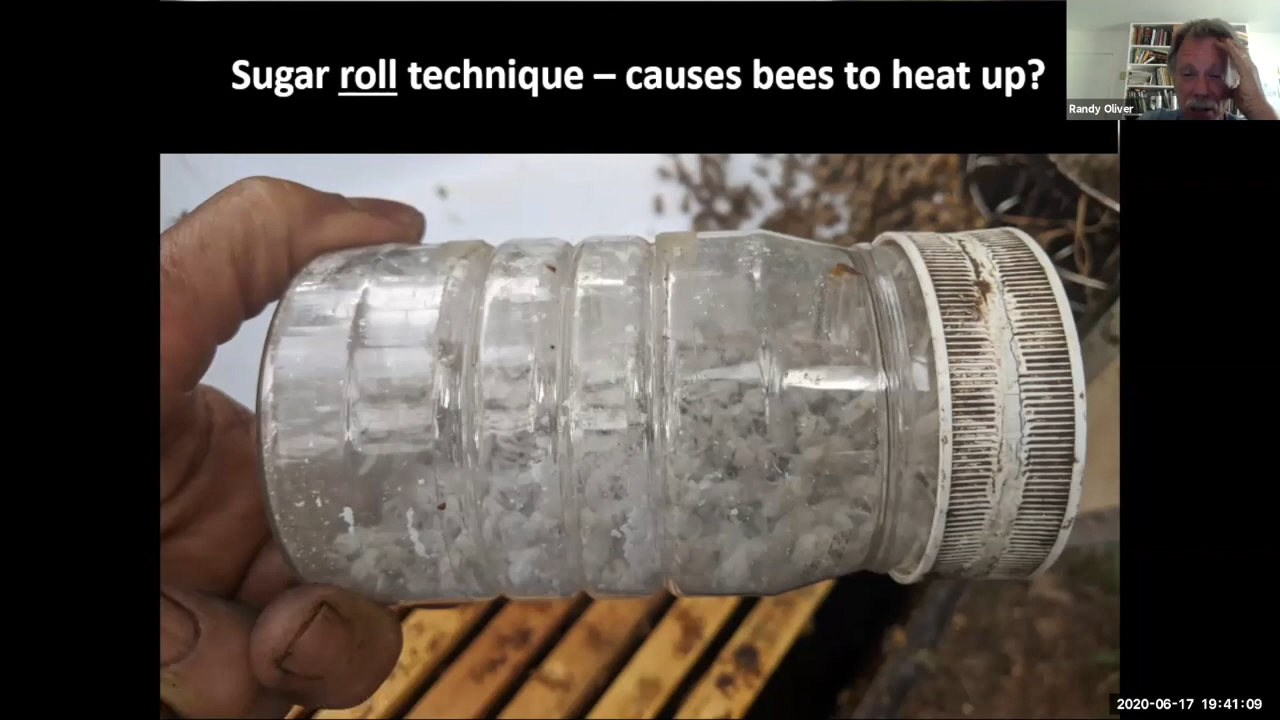 Sugar roll technique – causes bees to heat up?
Randy Oliver
2020-06-17 19:41:09